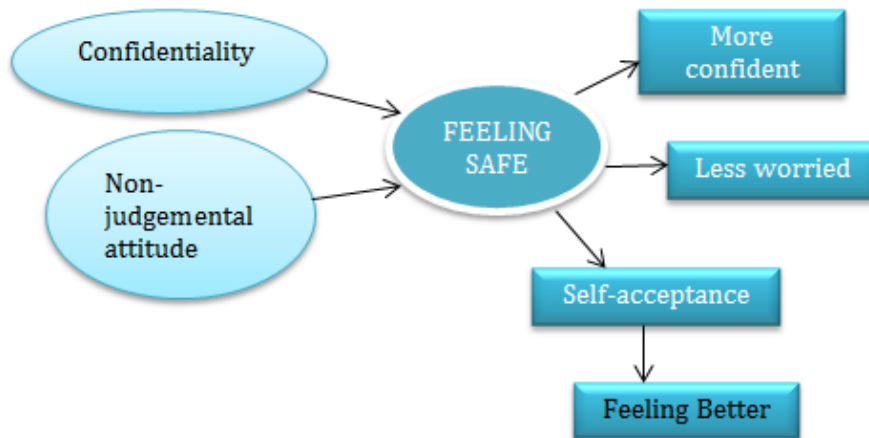 Confidentiality
Non-
judgemental
attitude
FEELING
SAFE
More
confident
Less worried
Self-acceptance
Feeling Better